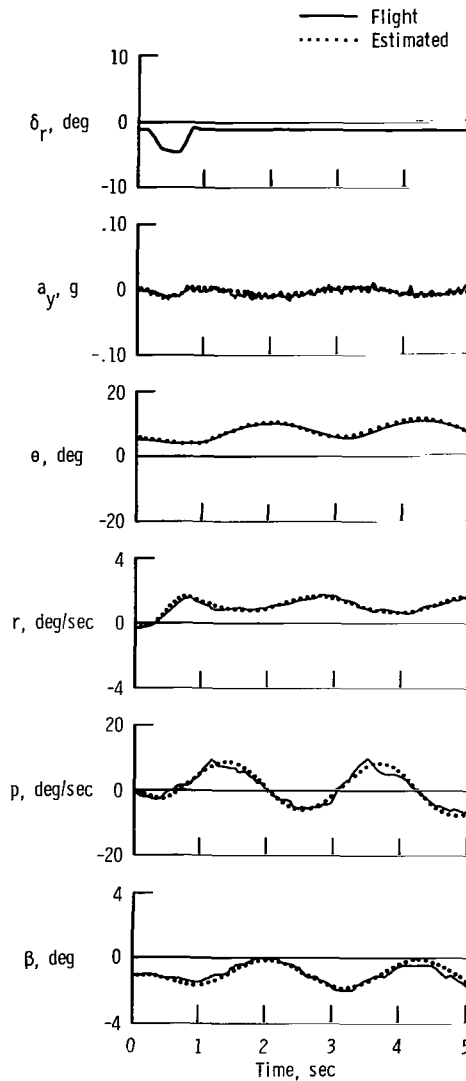 Flight
Estimated
10
δr, deg 0
-10
.10
ay, g 0
-.10
20
ɵ, deg 0
-20
4
r, deg/sec 0
-4
20
p, deg/sec 0
-20
4
β, deg 0
-4
0 1 2 3 4 5
Time, sec